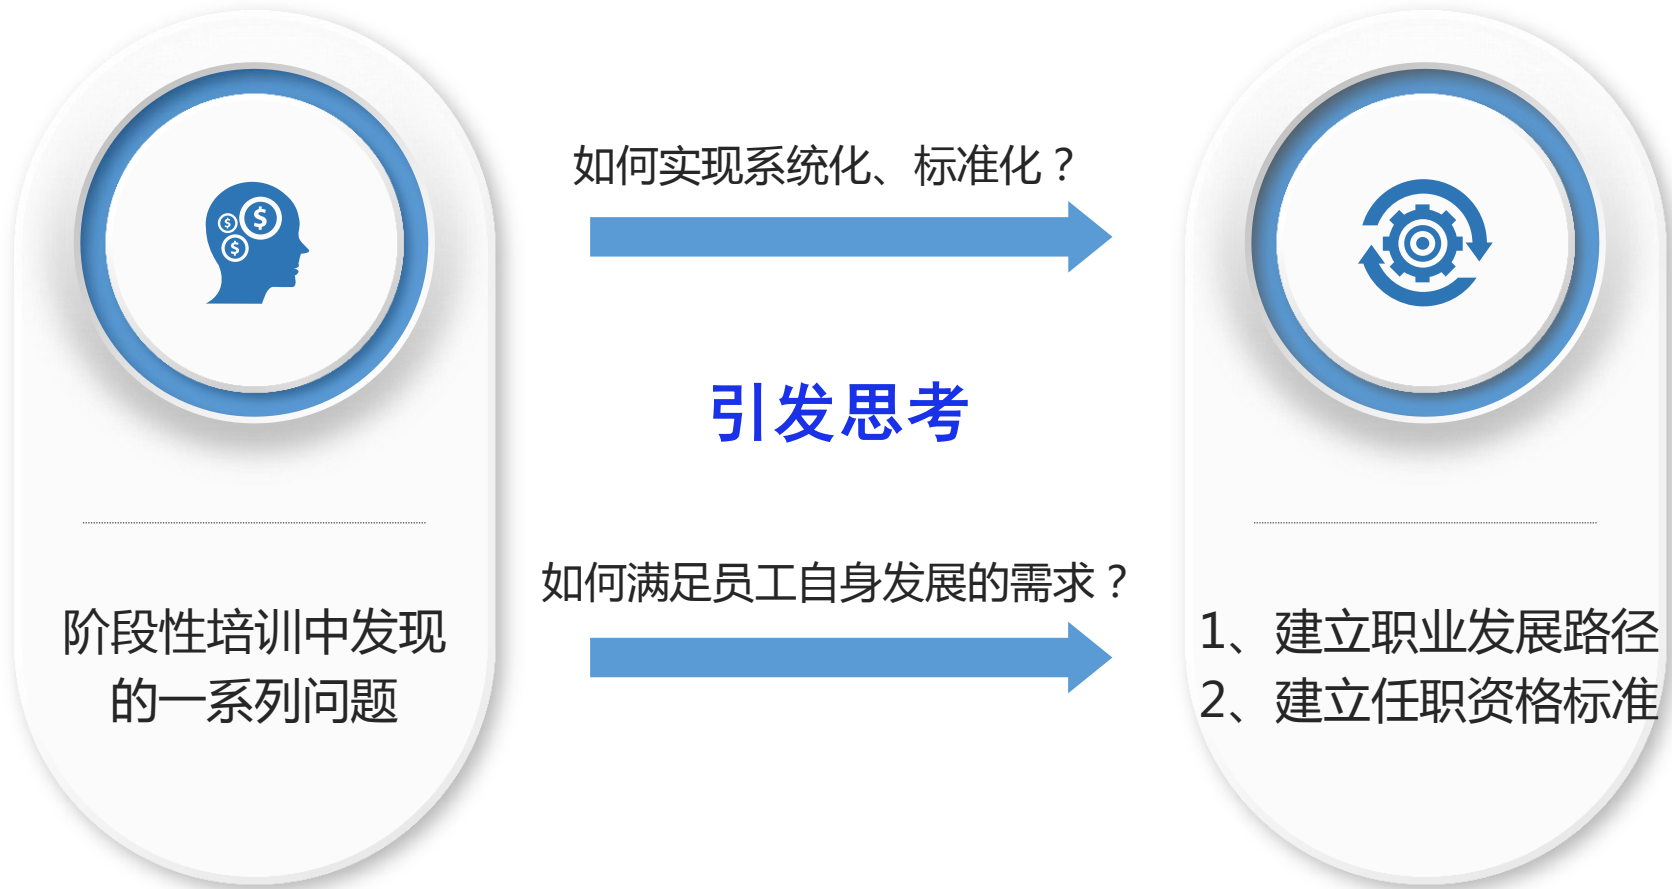 阶段性培训中发现
的一系列问题
如何实现系统化、标准化？
引发思考
如何满足员工自身发展的需求？
1、建立职业发展路径
2、建立任职资格标准